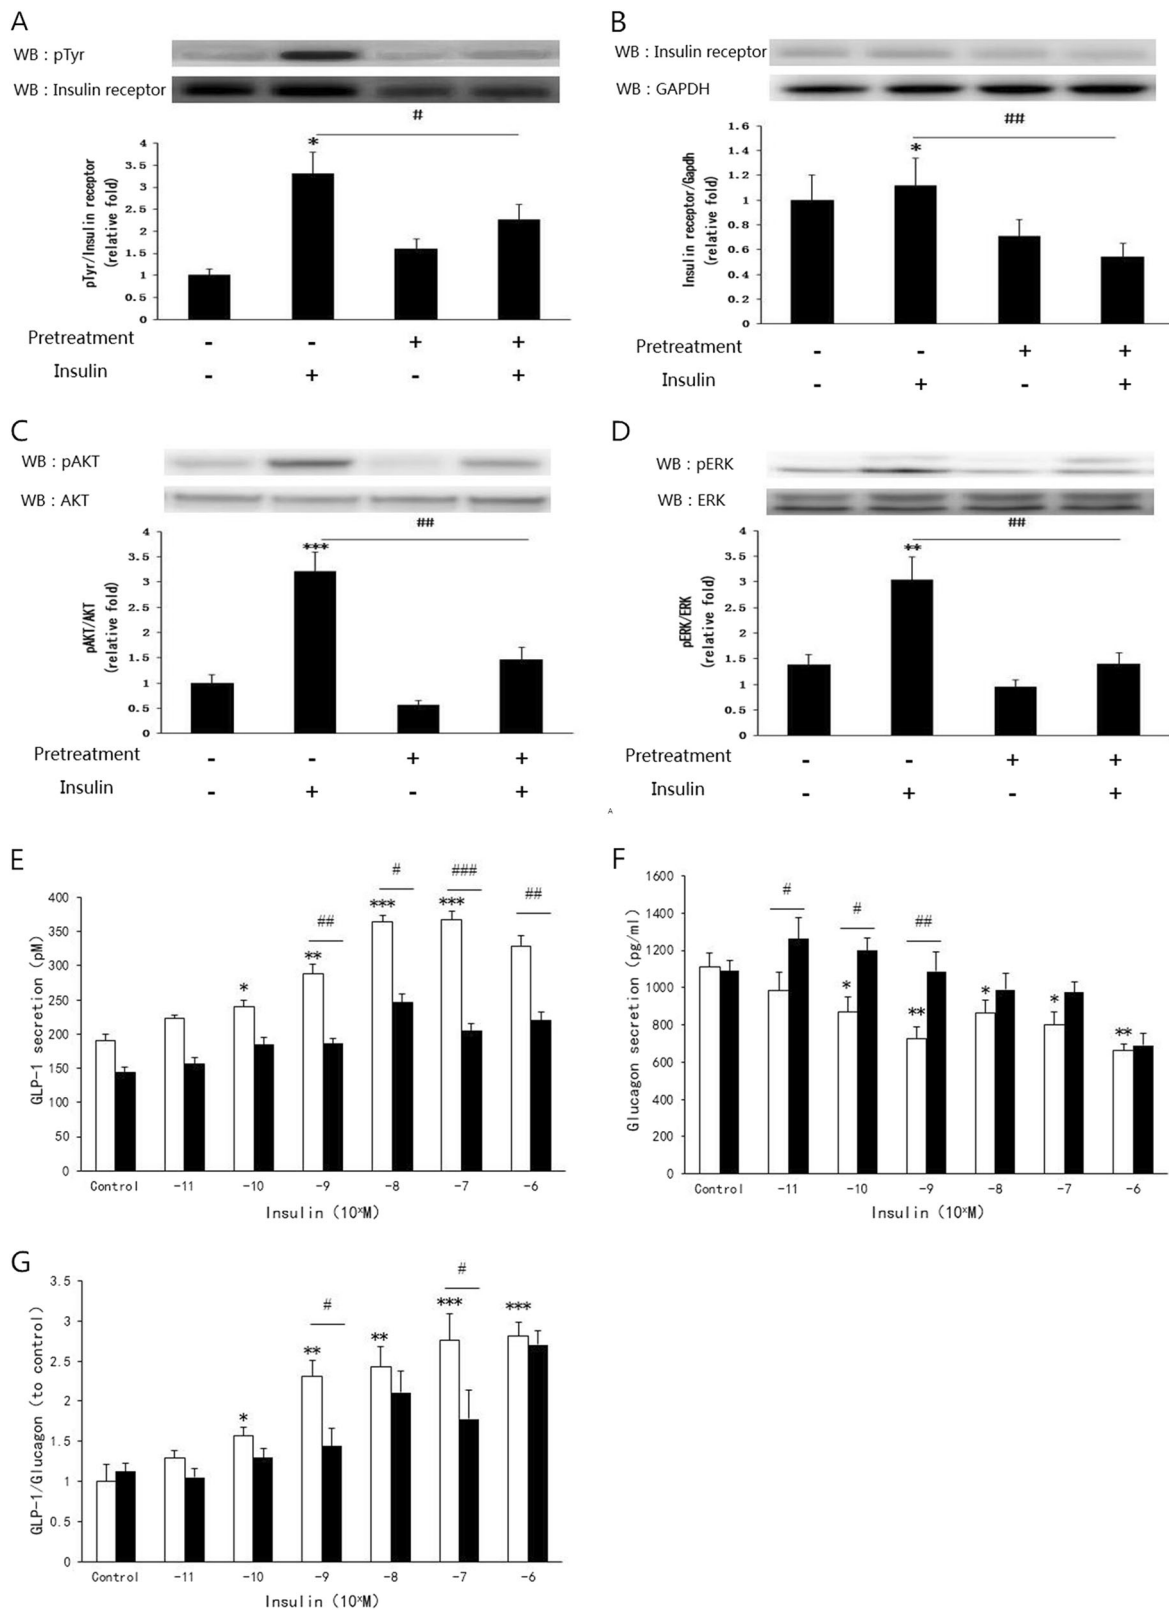 A
WB : pTyr
WB : Insulin receptor
#
*
pTyr/Insulin receptor
(relative fold)
4
3.5
3
2.5
2
1.5
1
0.5
0
Pretreatment - - + +
Insulin - + - +
B
WB : Insulin receptor
WB : GAPDH
##
*
Insulin receptor/Gapdh
(relative fold)
1.6
1.4
1.2
1
0.8
0.6
0.4
0.2
0
Pretreatment - - + +
Insulin - + - +
C
WB : pAKT
WB : AKT
##
***
pAKT/AKT
(relative fold)
4
3.5
3
2.5
2
1.5
1
0.5
0
Pretreatment - - + +
Insulin - + - +
D
WB : pERK
WB : ERK
##
**
pERK/ERK
(relative fold)
4
3.5
3
2.5
2
1.5
1
0.5
0
Pretreatment - - + +
Insulin - + - +
A
E
# ### ##
*** ***
##
**
*
GLP-1 secretion (pM)
400
350
300
250
200
150
100
50
0
Control -11 -10 -9 -8 -7 -6
Insulin (10ˣM)
F
# # ##
* ** * * **
Glucagon secretion (pg/ml)
1600
1400
1200
1000
800
600
400
200
0
Control -11 -10 -9 -8 -7 -6
Insulin (10ˣM)
G
# #
* ** ** *** ***
GLP-1/Glucagon (to control)
3.5
3
2.5
2
1.5
1
0.5
0
Control -11 -10 -9 -8 -7 -6
Insulin (10ˣM)